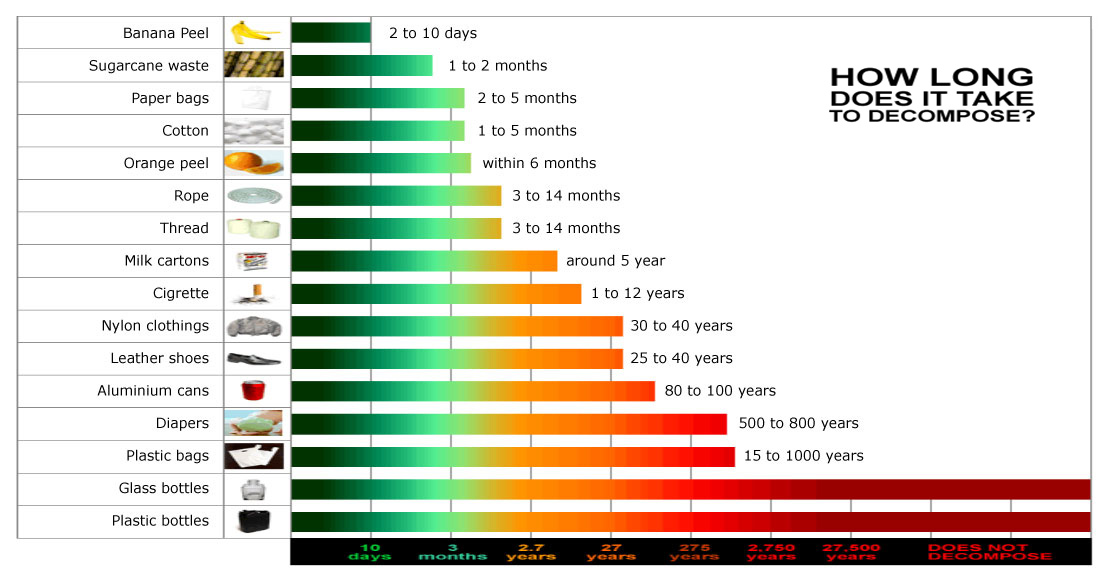 Banana Peel 2 to 10 days
Sugarcane waste 1 to 2 months
HOW LONG
DOES IT TAKE
TO DECOMPOSE?
Paper bags 2 to 5 months
Cotton 1 to 5 months
Orange peel within 6 months
Rope 3 to 14 months
Thread 3 to 14 months
Milk cartons around 5 year
Cigrette 1 to 12 years
Nylon clothings 30 to 40 years
Leather shoes 25 to 40 years
Aluminium cans 80 to 100 years
Diapers 500 to 800 years
Plastic bags 15 to 1000 years
Glass bottles
Plastic bottles
10 3 2.7 27 275 2.750 27.500 DOES NOT
days months years years years years years DECOMPOSE